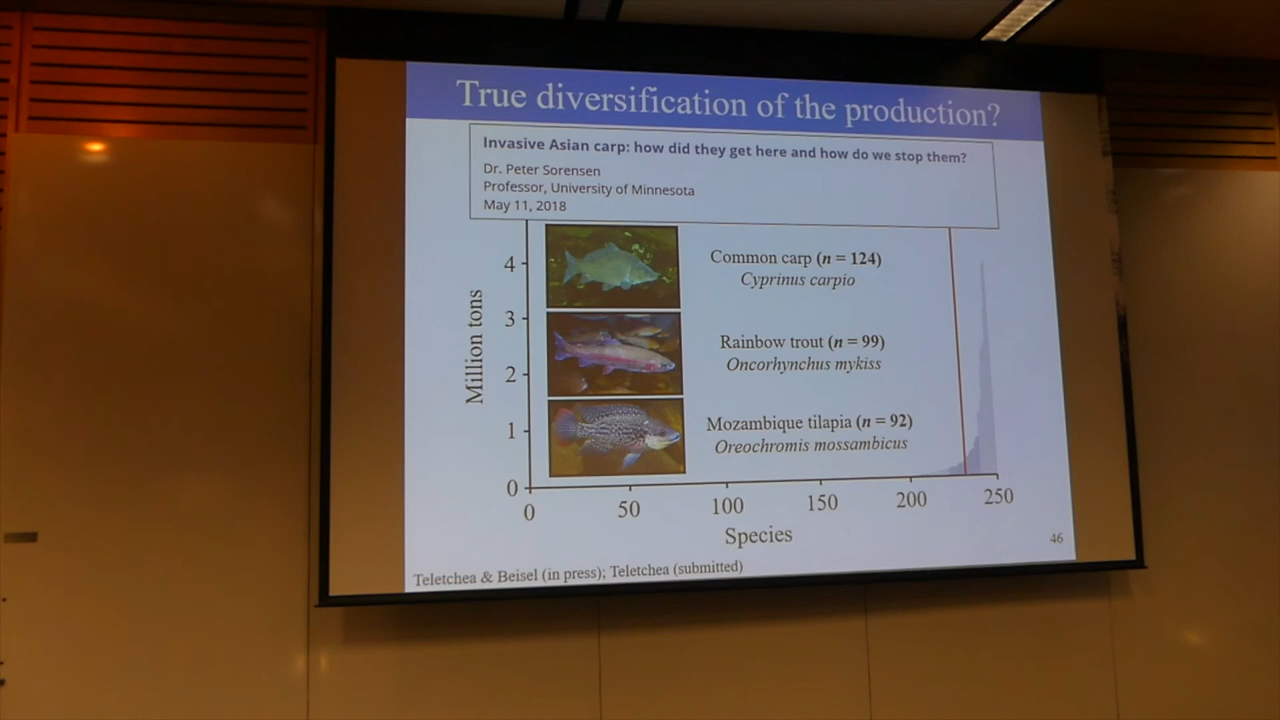 True diversification of the production?
Invasive Asian carp: how did they get here and how do we stop them?
Dr. Peter Sorensen
Professor, University of Minnesota
May 11, 2018
Common carp (n = 124)
Cyprinus carpio
Rainbow trout (n = 99)
Oncorhynchus mykiss
Mozambique tilapia (n = 92)
Oreochromis mossambicus
Million tons
4
3
2
1
0
0 50 100 150 200 250
Species
46
Teletchea & Beisel (in press); Teletchea (submitted)